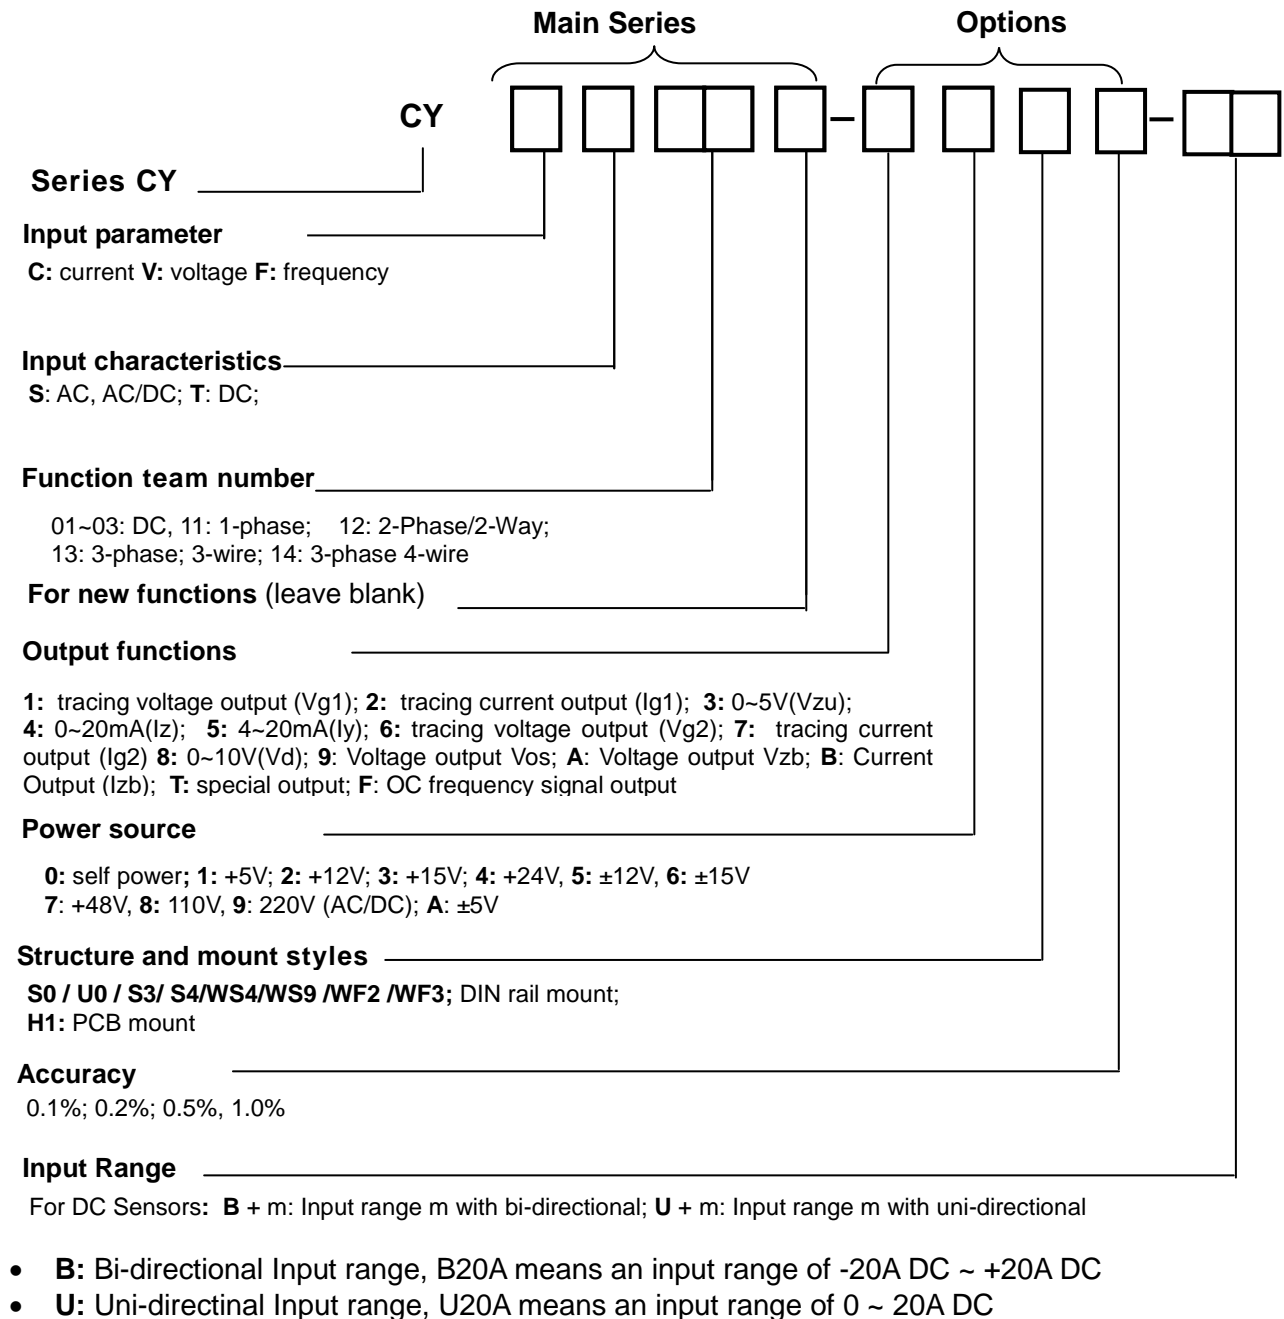 Main Series Options
CY
Series CY
Input parameter
C: current V: voltage F: frequency
Input characteristics
S: AC, AC/DC; T: DC;
Function team number
01~03: DC, 11: 1-phase; 12: 2-Phase/2-Way;
13: 3-phase; 3-wire; 14: 3-phase 4-wire
For new functions (leave blank)
Output functions
1: tracing voltage output (Vg1); 2: tracing current output (Ig1); 3: 0~5V(Vzu);
4: 0~20mA(Iz); 5: 4~20mA(Iy); 6: tracing voltage output (Vg2); 7: tracing current
output (Ig2) 8: 0~10V(Vd); 9: Voltage output Vos; A: Voltage output Vzb; B: Current
Output (Izb); T: special output; F: OC frequency signal output
Power source
0: self power; 1: +5V; 2: +12V; 3: +15V; 4: +24V, 5: ±12V, 6: ±15V
7: +48V, 8: 110V, 9: 220V (AC/DC); A: ±5V
Structure and mount styles
S0 / U0 / S3/ S4/WS4/WS9 /WF2 /WF3; DIN rail mount;
H1: PCB mount
Accuracy
0.1%; 0.2%; 0.5%, 1.0%
Input Range
For DC Sensors: B + m: Input range m with bi-directional; U + m: Input range m with uni-directional
• B: Bi-directional Input range, B20A means an input range of -20A DC ~ +20A DC
• U: Uni-directinal Input range, U20A means an input range of 0 ~ 20A DC